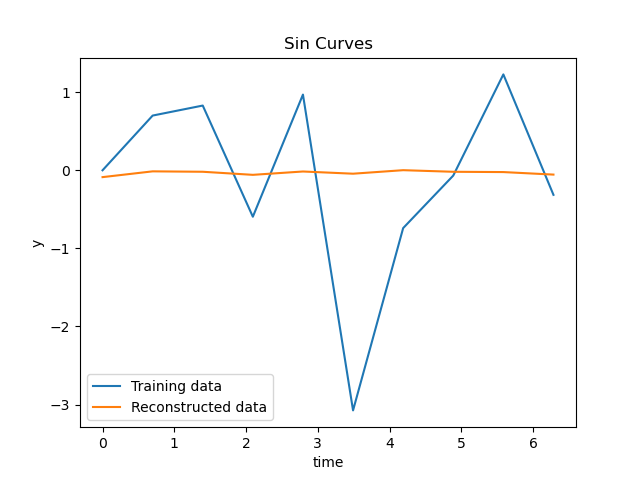 Sin Curves
1
0
−1
−2
−3
y
Training data
Reconstructed data
0 1 2 3 4 5 6
time